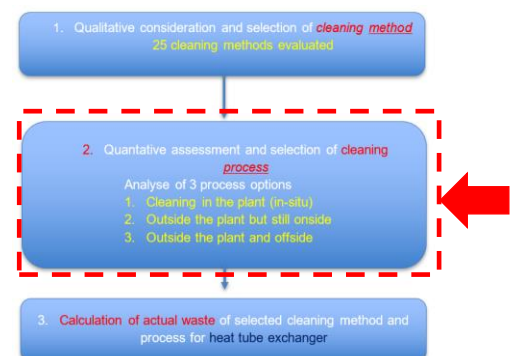 1. Qualitative consideration and selection of cleaning method
25 cleaning methods evaluated
2. Quantative assessment and selection of cleaning
process
Analyse of 3 process options
1. Cleaning in the plant (in-situ)
2. Outside the plant but still onside
3. Outside the plant and offside
3. Calculation of actual waste of selected cleaning method and
process for heat tube exchanger